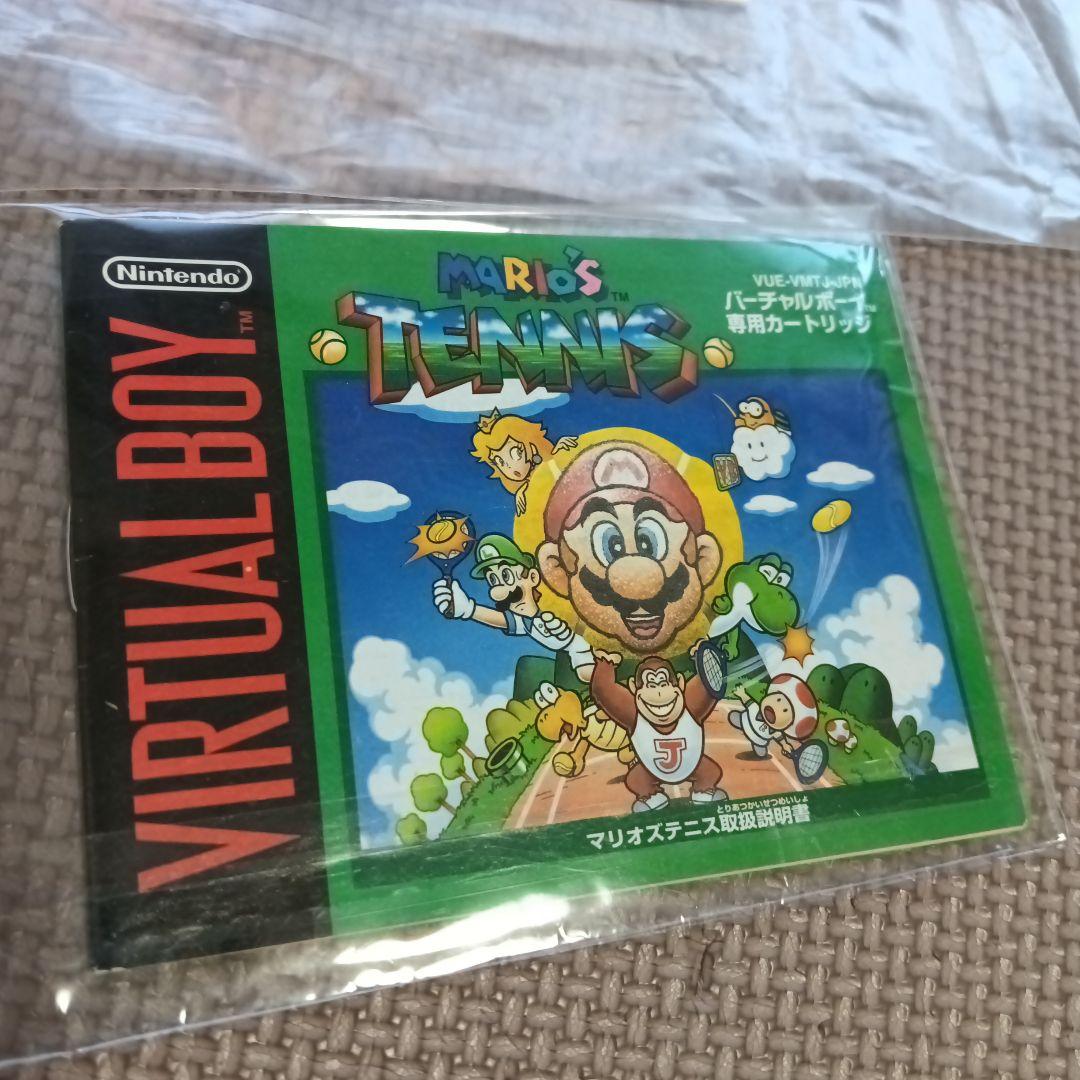 Nintendo
VIRTUAL BOY™
MARIO'S™
TENNIS
VUE-VMTJ-JPN
バーチャルボーイ™
専用カートリッジ
M
J
とりあつかいせつめいしょ
マリオズテニス取扱説明書